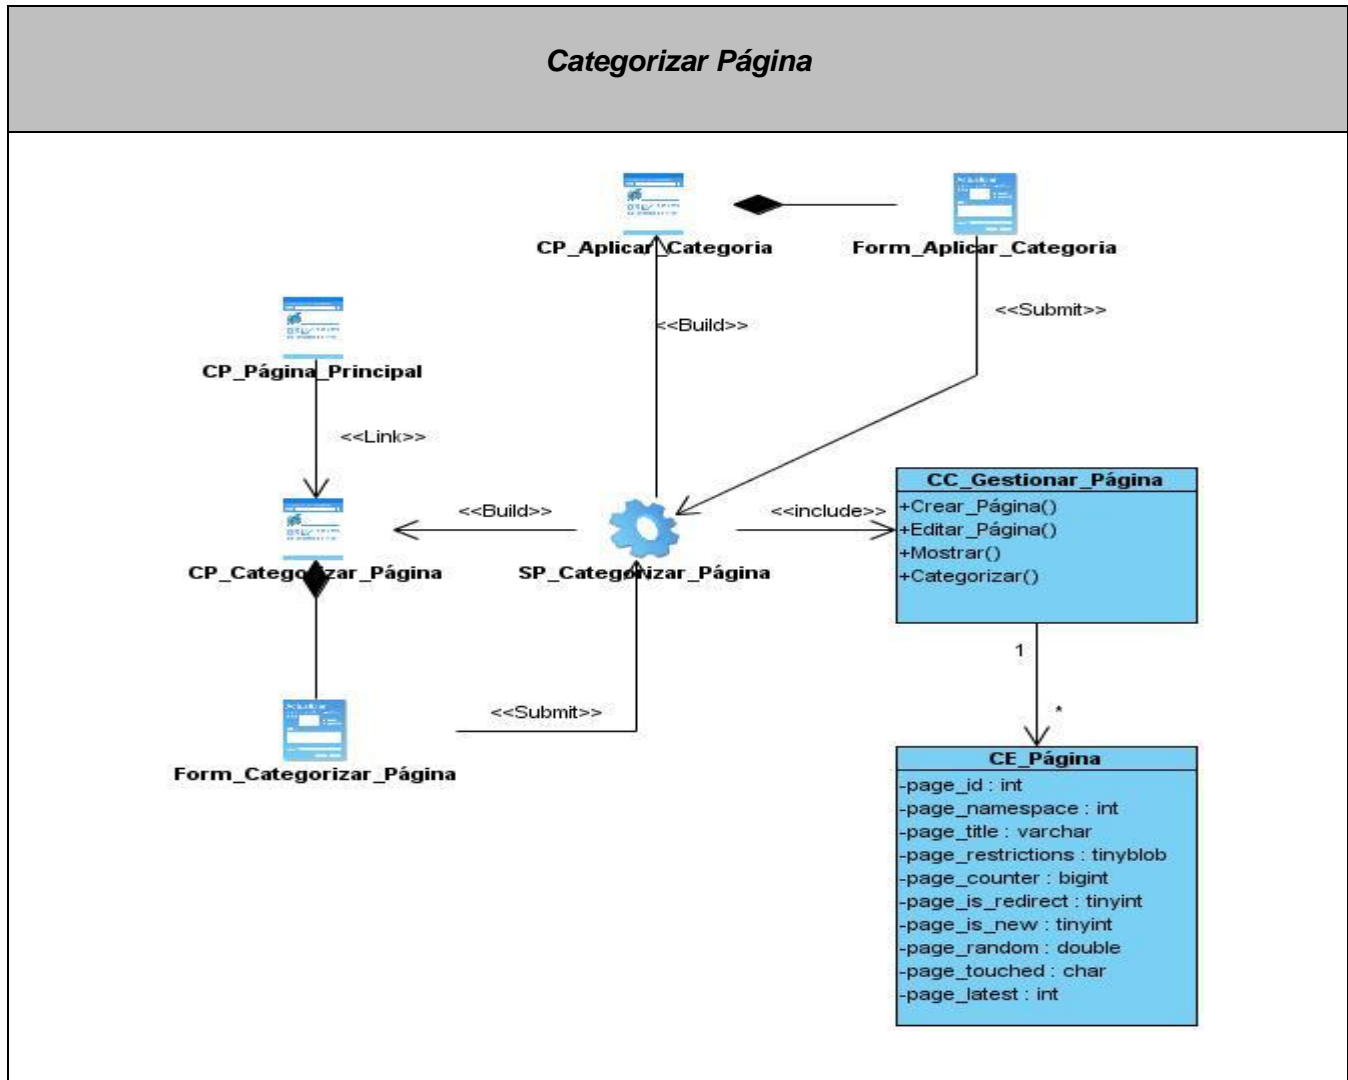 Categorizar Página
CP_Aplicar_Categoria
Form_Aplicar_Categoria
<<Submit>>
<<Build>>
CP_Página_Principal
<<Link>>
CC_Gestionar_Página
+Crear_Página()
+Editar_Página()
+Mostrar()
+Categorizar()
<<Build>>
<<include>>
CP_Categorizar_Página
SP_Categorizar_Página
1
*
<<Submit>>
Form_Categorizar_Página
CE_Página
-page_id : int
-page_namespace : int
-page_title : varchar
-page_restrictions : tinyblob
-page_counter : bigint
-page_is_redirect : tinyint
-page_is_new : tinyint
-page_random : double
-page_touched : char
-page_latest : int